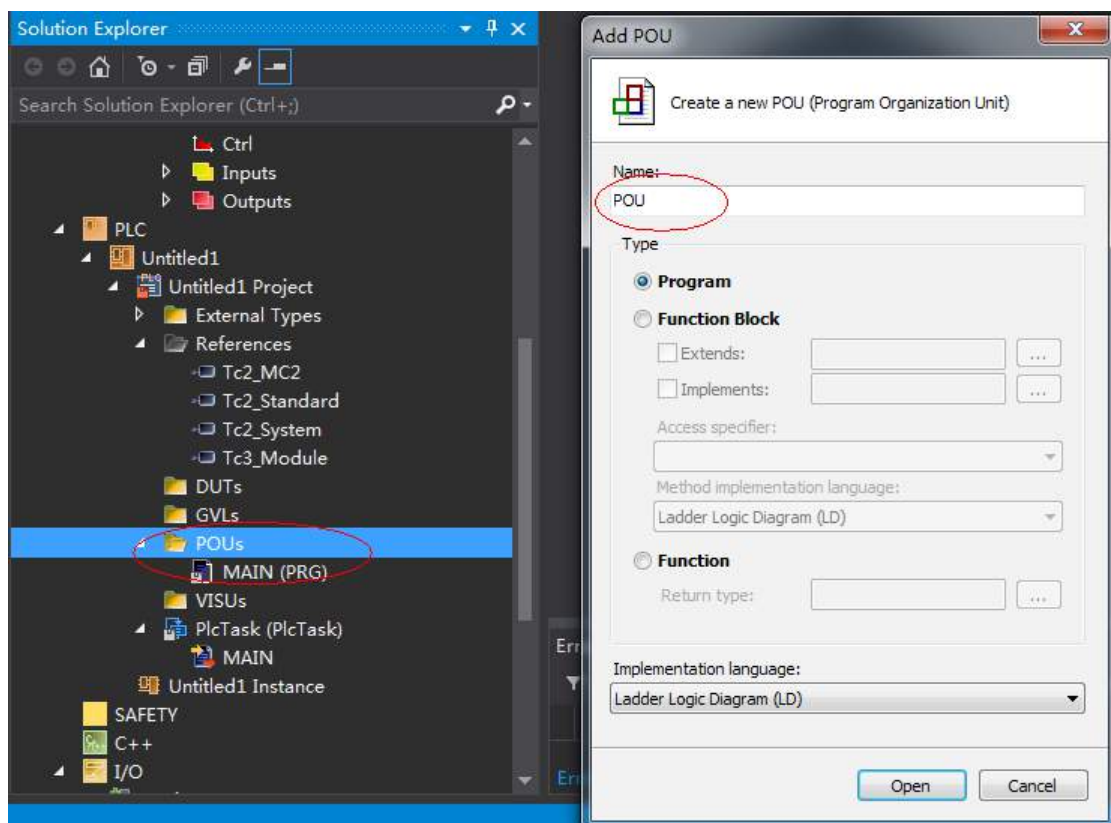 Solution Explorer
Search Solution Explorer (Ctrl+;)
Ctrl
Inputs
Outputs
PLC
Untitled1
Untitled1 Project
External Types
References
Tc2_MC2
Tc2_Standard
Tc2_System
Tc3_Module
DUTs
GVLs
POUs
MAIN (PRG)
VISUs
PlcTask (PlcTask)
MAIN
Untitled1 Instance
SAFETY
C++
I/O
Add POU
Create a new POU (Program Organization Unit)
Name:
POU
Type
Program
Function Block
Extends:
...
Implements:
...
Access specifier:
Method implementation language:
Ladder Logic Diagram (LD)
Function
Return type:
...
Implementation language:
Ladder Logic Diagram (LD)
Open Cancel